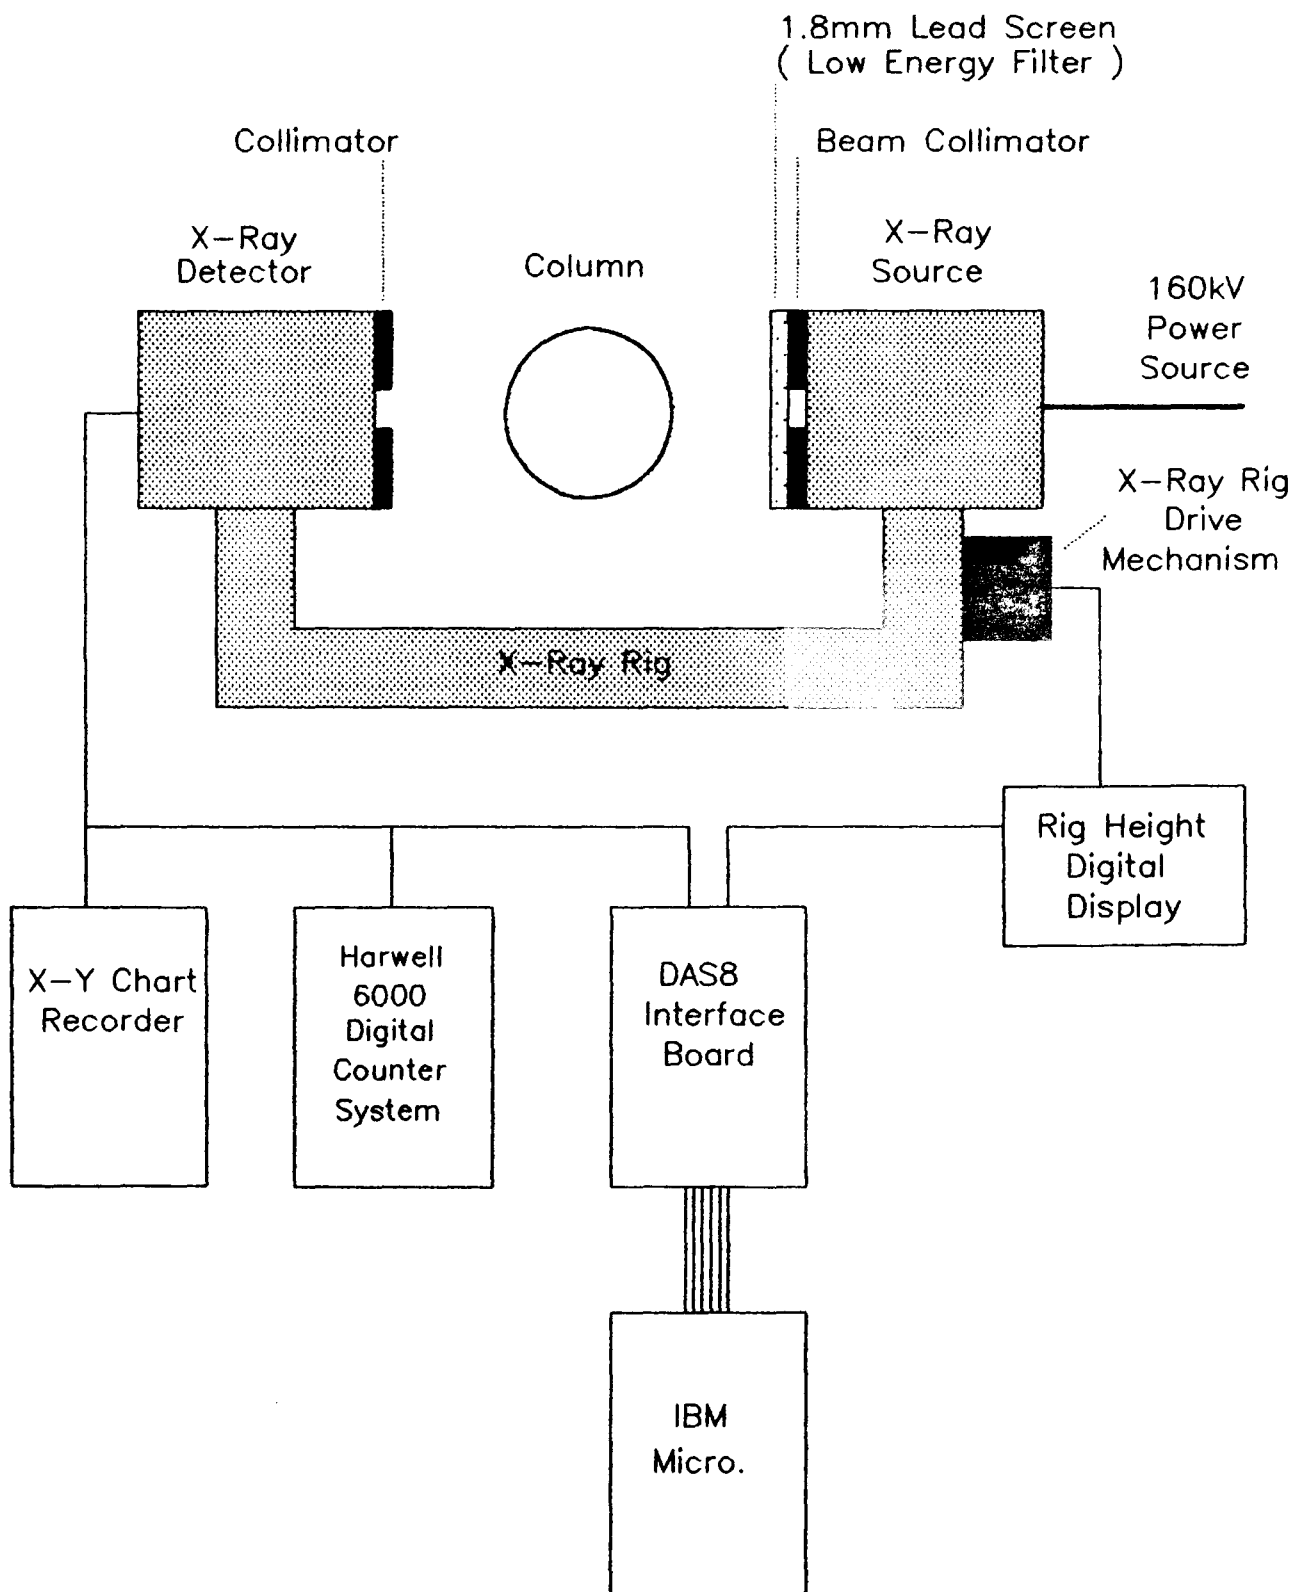 1.8mm Lead Screen
( Low Energy Filter )
Collimator
Beam Collimator
X-Ray
Detector
Column
X-Ray
Source
160kV
Power
Source
X-Ray Rig
Drive
Mechanism
X-Ray Rig
Rig Height
Digital
Display
X-Y Chart
Recorder
Harwell
6000
Digital
Counter
System
DAS8
Interface
Board
IBM
Micro.